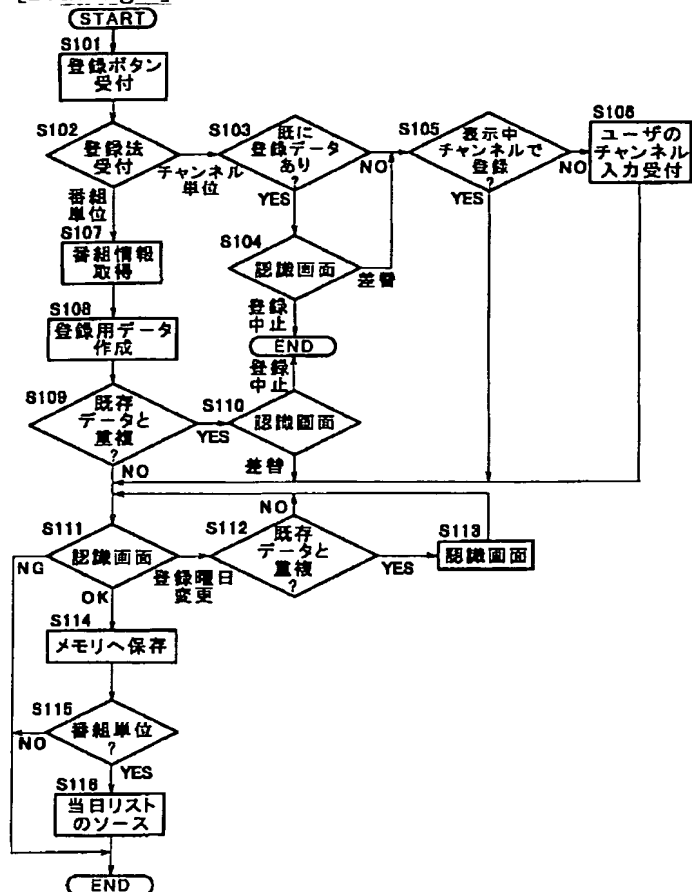 START
S101
登録ボタン
受付
S102
登録法
受付
チャンネル
単位
番組
単位
S103
既に
登録データ
あり
?
NO
YES
S104
認識画面
差替
登録
中止
END
S105
表示中
チャンネルで
登録
?
NO
YES
S106
ユーザの
チャンネル
入力受付
S107
番組情報
取得
S108
登録用データ
作成
S109
既存
データと
重複
?
YES
NO
S110
登録
中止
認識画面
差替
S111
認識画面
NG
OK
登録曜日
変更
S112
NO
既存
データと
重複
?
YES
S113
認識画面
S114
メモリへ保存
S115
番組単位
?
NO
YES
S116
当日リスト
のソース
END